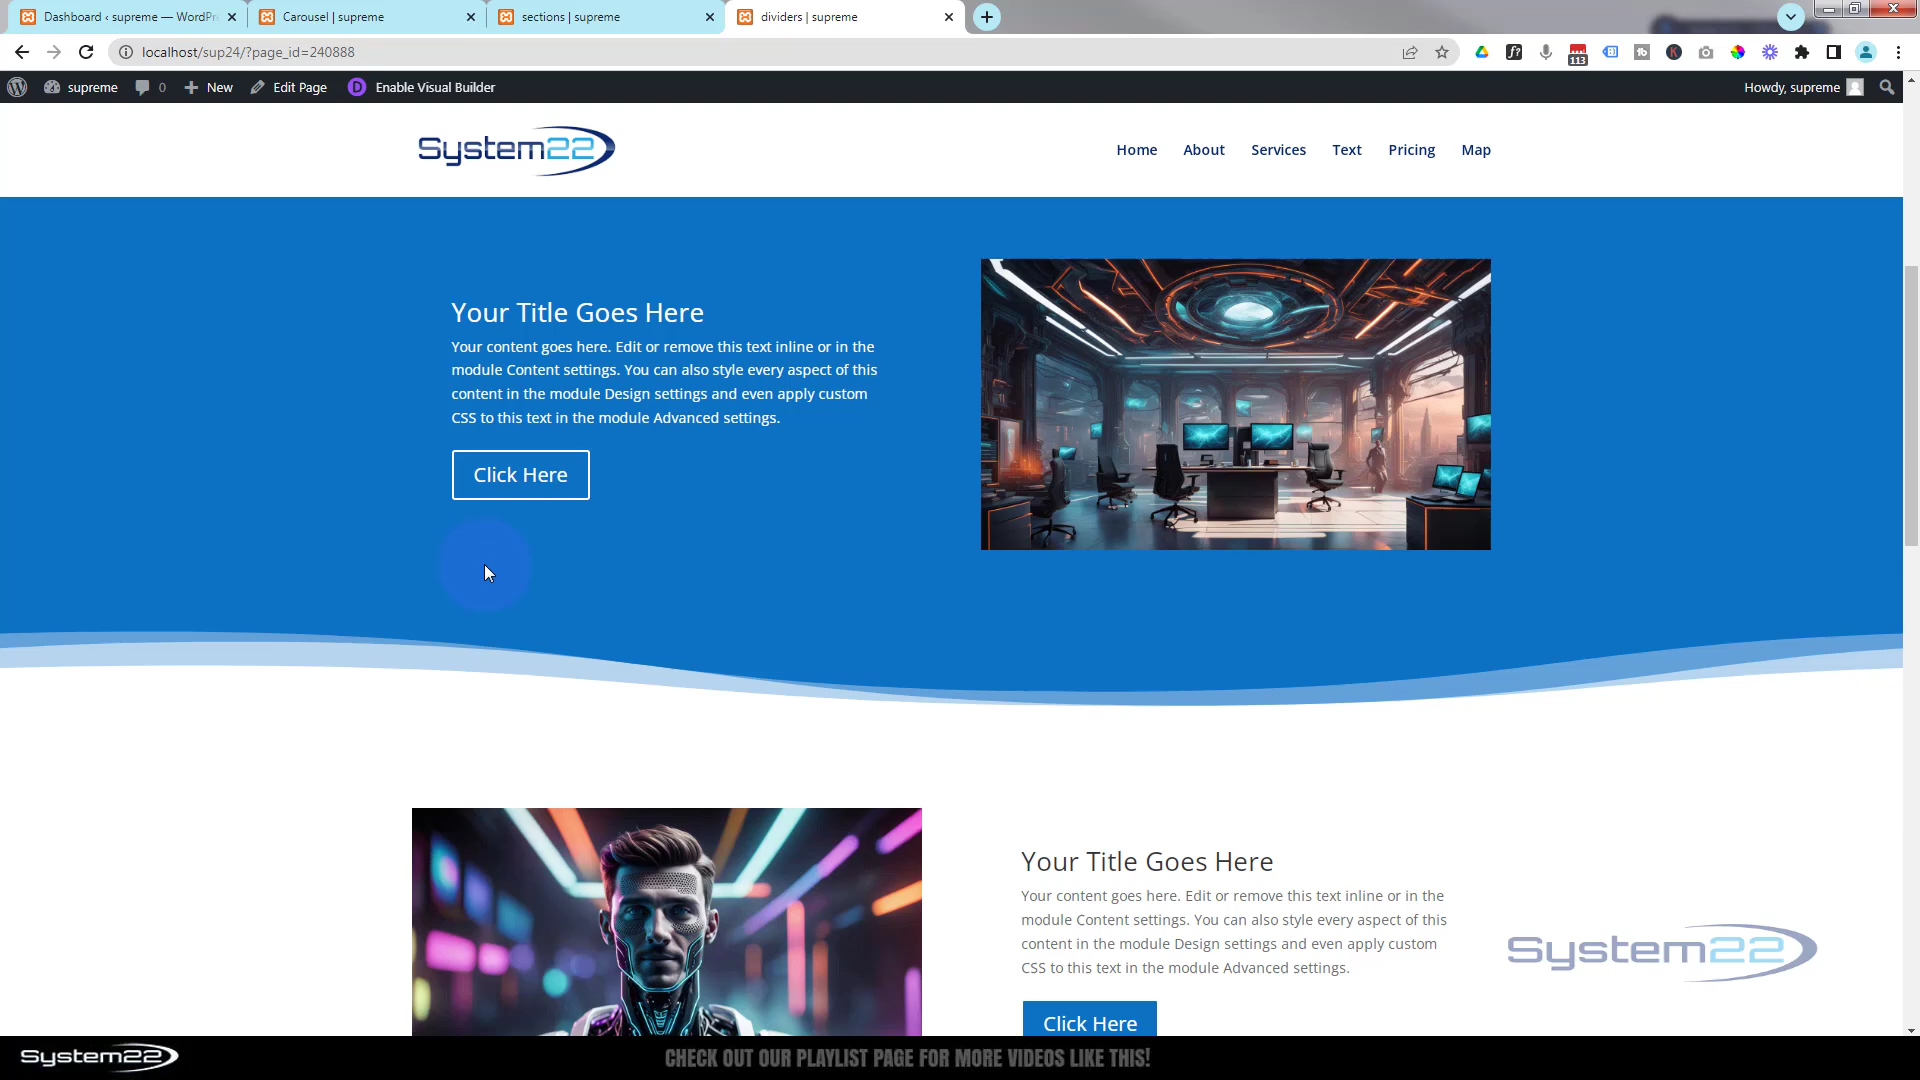 Dashboard ‹ supreme — WordPr
Carousel | supreme
sections | supreme
dividers | supreme
localhost/sup24/?page_id=240888
113
supreme
0
New
Edit Page
Enable Visual Builder
Howdy, supreme
System22
Home
About
Services
Text
Pricing
Map
Your Title Goes Here
Your content goes here. Edit or remove this text inline or in the
module Content settings. You can also style every aspect of this
content in the module Design settings and even apply custom
CSS to this text in the module Advanced settings.
Click Here
Your Title Goes Here
Your content goes here. Edit or remove this text inline or in the
module Content settings. You can also style every aspect of this
content in the module Design settings and even apply custom
CSS to this text in the module Advanced settings.
Click Here
System22
System22
CHECK OUT OUR PLAYLIST PAGE FOR MORE VIDEOS LIKE THIS!